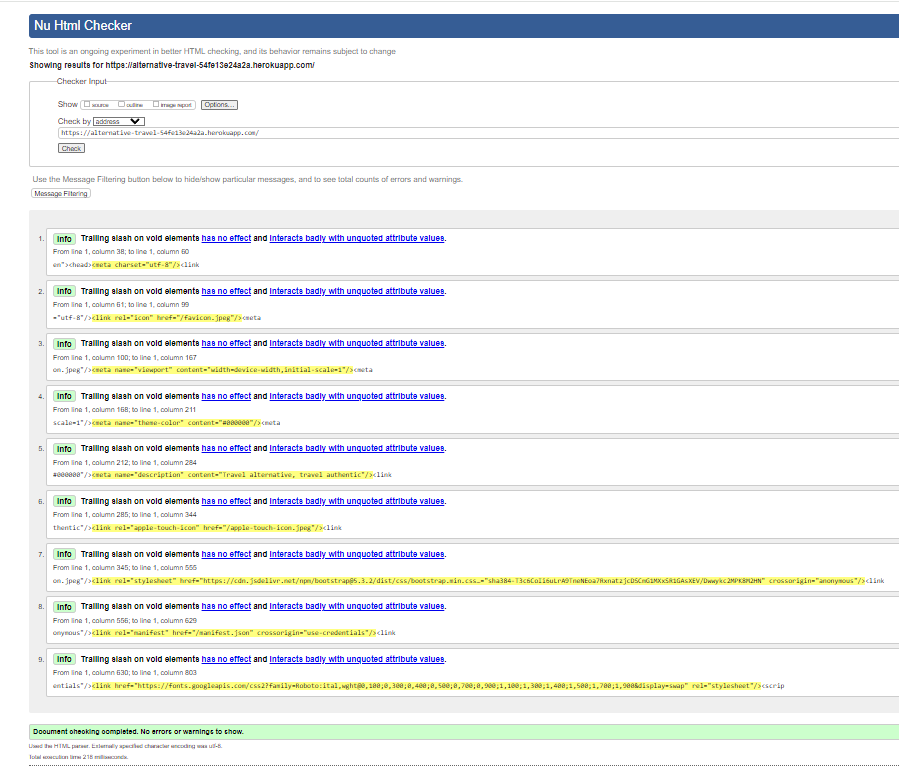 Nu Html Checker
This tool is an ongoing experiment in better HTML checking, and its behavior remains subject to change
Showing results for https://alternative-travel-54fe13e24a2a.herokuapp.com/
Checker Input
Show source outline image report Options...
Check by address
https://alternative-travel-54fe13e24a2a.herokuapp.com/
Check
Use the Message Filtering button below to hide/show particular messages, and to see total counts of errors and warnings.
Message Filtering
1. Info Trailing slash on void elements has no effect and interacts badly with unquoted attribute values.
From line 1, column 38; to line 1, column 60
en"><head><meta charset="utf-8"/><link
2. Info Trailing slash on void elements has no effect and interacts badly with unquoted attribute values.
From line 1, column 61; to line 1, column 99
="utf-8"/><link rel="icon" href="/favicon.jpeg"/><meta
3. Info Trailing slash on void elements has no effect and interacts badly with unquoted attribute values.
From line 1, column 100; to line 1, column 167
on.jpeg"/><meta name="viewport" content="width=device-width,initial-scale=1"/><meta
4. Info Trailing slash on void elements has no effect and interacts badly with unquoted attribute values.
From line 1, column 168; to line 1, column 211
scale=1"/><meta name="theme-color" content="#000000"/><meta
5. Info Trailing slash on void elements has no effect and interacts badly with unquoted attribute values.
From line 1, column 212; to line 1, column 284
#000000"/><meta name="description" content="Travel alternative, travel authentic"/><link
6. Info Trailing slash on void elements has no effect and interacts badly with unquoted attribute values.
From line 1, column 285; to line 1, column 344
thentic"/><link rel="apple-touch-icon" href="/apple-touch-icon.jpeg"/><link
7. Info Trailing slash on void elements has no effect and interacts badly with unquoted attribute values.
From line 1, column 345; to line 1, column 555
on.jpeg"/><link rel="stylesheet" href="https://cdn.jsdelivr.net/npm/bootstrap@5.3.2/dist/css/bootstrap.min.css… crossorigin="anonymous"/><link
8. Info Trailing slash on void elements has no effect and interacts badly with unquoted attribute values.
From line 1, column 556; to line 1, column 629
onymous"/><link rel="manifest" href="/manifest.json" crossorigin="use-credentials"/><link
9. Info Trailing slash on void elements has no effect and interacts badly with unquoted attribute values.
From line 1, column 630; to line 1, column 803
entials"/><link href="https://fonts.googleapis.com/css2?family=Roboto:ital,wght@0,100;0,300;0,400;0,500;0,700;0,900;1,100;1,300;1,400;1,500;1,700;1,900&display=swap" rel="stylesheet"/><scrip
Document checking completed. No errors or warnings to show.
Used the HTML parser. Externally specified character encoding was utf-8.
Total execution time 218 milliseconds.